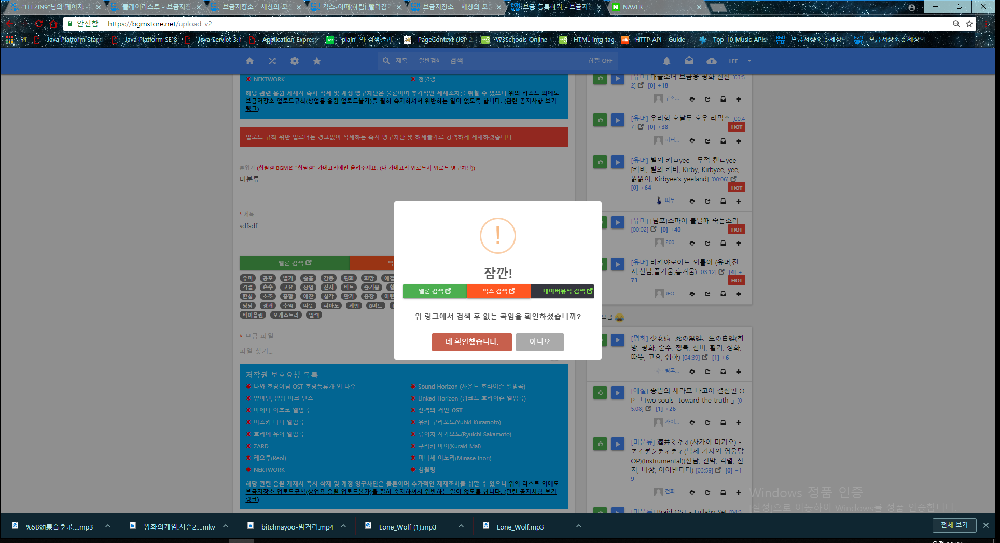 "LEEZIN9"님의 페이지
플레이리스트 - 브금저장
브금저장소 :: 세상의 모든
긱스-어때(하림) 빨리감
브금저장소 :: 세상의 모든
브금 등록하기 - 브금저장
NAVER
안전함 | https://bgmstore.net/upload_v2
앱
Java Platform Stand
Java Platform SE 8
Java Servlet 3.1
Application Expres
'plain' 의 검색결과
PageContext (JSP 2
W3Schools Online
HTML img tag
HTTP API - Guide
Top 10 Music APIs
브금저장소 :: 세상의
브금저장소 :: 세상의
제목 일반검색 검색 합필 OFF
LEE...
NEKTWORK
청월령
해당 관련 음원 게재시 즉시 삭제 및 계정 영구차단은 물론이며 추가적인 제재조치를 취할 수 있으니 위의 리스트 외에도
브금저장소 업로드규칙(상업용 음원 업로드불가)을 필히 숙지하셔서 위반하는 일이 없도록 합니다. (관련 공지사항 보기
링크)
업로드 규칙 위반 업로더는 경고없이 삭제하는 즉시 영구차단 및 해제불가로 강력하게 제재하겠습니다.
분위기 (합필갤 BGM은 "합필갤" 카테고리에만 올려주세요. (타 카테고리 업로드시 업로드 영구차단))
미분류
* 제목
sdfsdf
멜론 검색
벅
유머 공포 엽기 슬픔 감동 평화 희망 애절
격렬 순수 고요 장엄 진지 비트 즐거움
한심 초조 흥함 애잔 심각 활기 웅장 아련
당당 경쾌 추억 따뜻 피아노 게임 8비트
바이올린 오케스트라 일렉
* 브금 파일
파일 찾기...
저작권 보호요청 목록
나와 호랑이님 OST 호랑풍류가 외 다수
Sound Horizon (사운드 호라이즌 앨범곡)
양마댄, 양띵 마크 댄스
Linked Horizon (링크드 호라이즌 앨범곡)
마에다 아츠코 앨범곡
진격의 거인 OST
미즈키 나나 앨범곡
유키 구라모토(Yuhki Kuramoto)
호리에 유이 앨범곡
류이치 사카모토(Ryuichi Sakamoto)
ZARD
쿠라키 마이(Kuraki Mai)
레오루(Reol)
미나세 이노리(Minase Inori)
NEKTWORK
청월령
해당 관련 음원 게재시 즉시 삭제 및 계정 영구차단은 물론이며 추가적인 제재조치를 취할 수 있으니 위의 리스트 외에도
브금저장소 업로드규칙(상업용 음원 업로드불가)을 필히 숙지하셔서 위반하는 일이 없도록 합니다. (관련 공지사항 보기
링크)
잠깐!
멜론 검색
벅스 검색
네이버뮤직 검색
위 링크에서 검색 후 없는 곡임을 확인하셨습니까?
네 확인했습니다.
아니오
[유머] 태을소녀 브금용 평화 산산 [03:5
2] [0] +18
쿠조...
[유머] 우리형 호날두 호우 리믹스 [00:4
7] [0] +38
HOT
피터...
[유머] 별의 커ㅂyee - 무적 캔ㄷyee
[커비, 별의 커비, Kirby, Kirbyee, yee,
봙봙이, Kirbyee's yeeland] [00:06]
[0] +64
HOT
띠무...
[유머] [팀포]스파이 불탈때 죽는소리
[00:02] [0] +40
HOT
200...
[유머] 바카야로이드-외톨이 (유머,진
지,신남,즐거움,흥겨움) [03:12] [4] +
73
HOT
JEO...
브금
[평화] 少女病- 死の黑鍵、生の白鍵(희
망, 평화, 순수, 행복, 신비, 활기, 정화,
따뜻, 고요, 정화) [04:39] [1] +6
링고...
[애절] 종말의 세라프 나고야 결전편 O
P -「Two souls -toward the truth-」 [0
5:08] [1] +26
카이...
[미분류] 酒井ミキオ(사카이 미키오) -
アイデンティティ(낙제 기사의 영웅담
OP)(Instrumental)(신남, 긴박, 격렬, 진
지, 비장, 아이덴티티) [03:59] [0] +1
9
건파...
[미분류] Braid OST - Lullaby Set [04:3
Windows 정품 인증
[설정]으로 이동하여 Windows를 정품 인증합니다.
%5B効果音ラボ....mp3
왕좌의게임.시즌2....mkv
bitchnayoo-밤거리.mp4
Lone_Wolf (1).mp3
Lone_Wolf.mp3
전체 보기